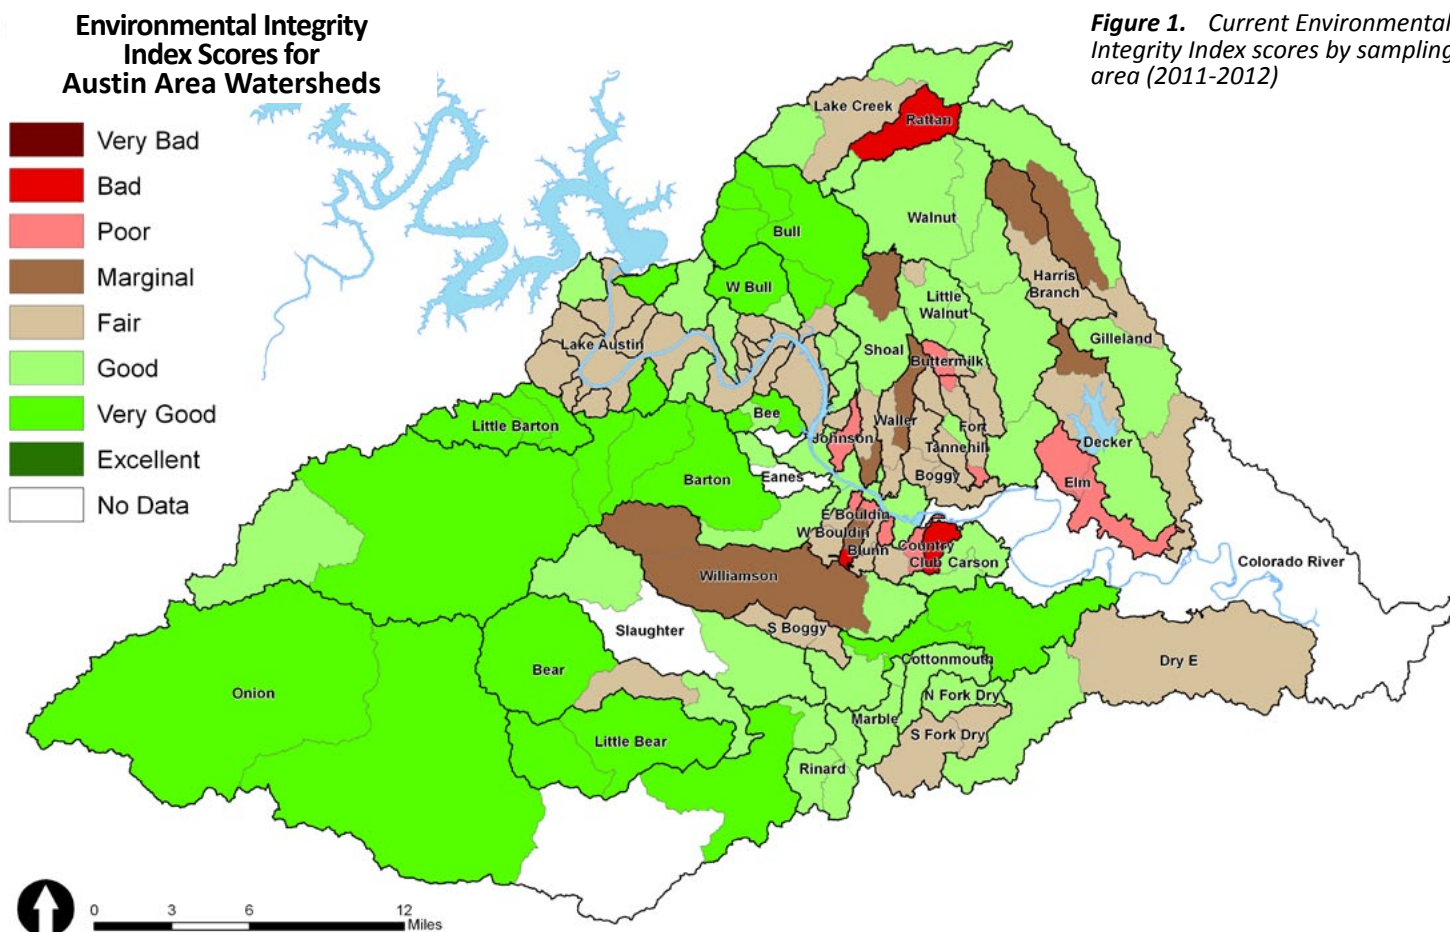 Environmental Integrity
Index Scores for
Austin Area Watersheds
Figure 1. Current Environmental
Integrity Index scores by sampling
area (2011-2012)
Very Bad
Bad
Poor
Marginal
Fair
Good
Very Good
Excellent
No Data
Lake Creek
Rattan
Walnut
Bull
W Bull
Harris
Branch
Little
Walnut
Gilleland
Lake Austin
Shoal
Buttermilk
Bee
Little Barton
Johnson
Waller
Fort
Tannehill
Decker
Barton
Eanes
Boggy
Elm
E Bouldin
W Bouldin
Blunn
Country
Club
Carson
Colorado River
Williamson
Slaughter
S Boggy
Cottonmouth
Dry E
Bear
Onion
N Fork Dry
Marble
S Fork Dry
Little Bear
Rinard
0 3 6 12
Miles